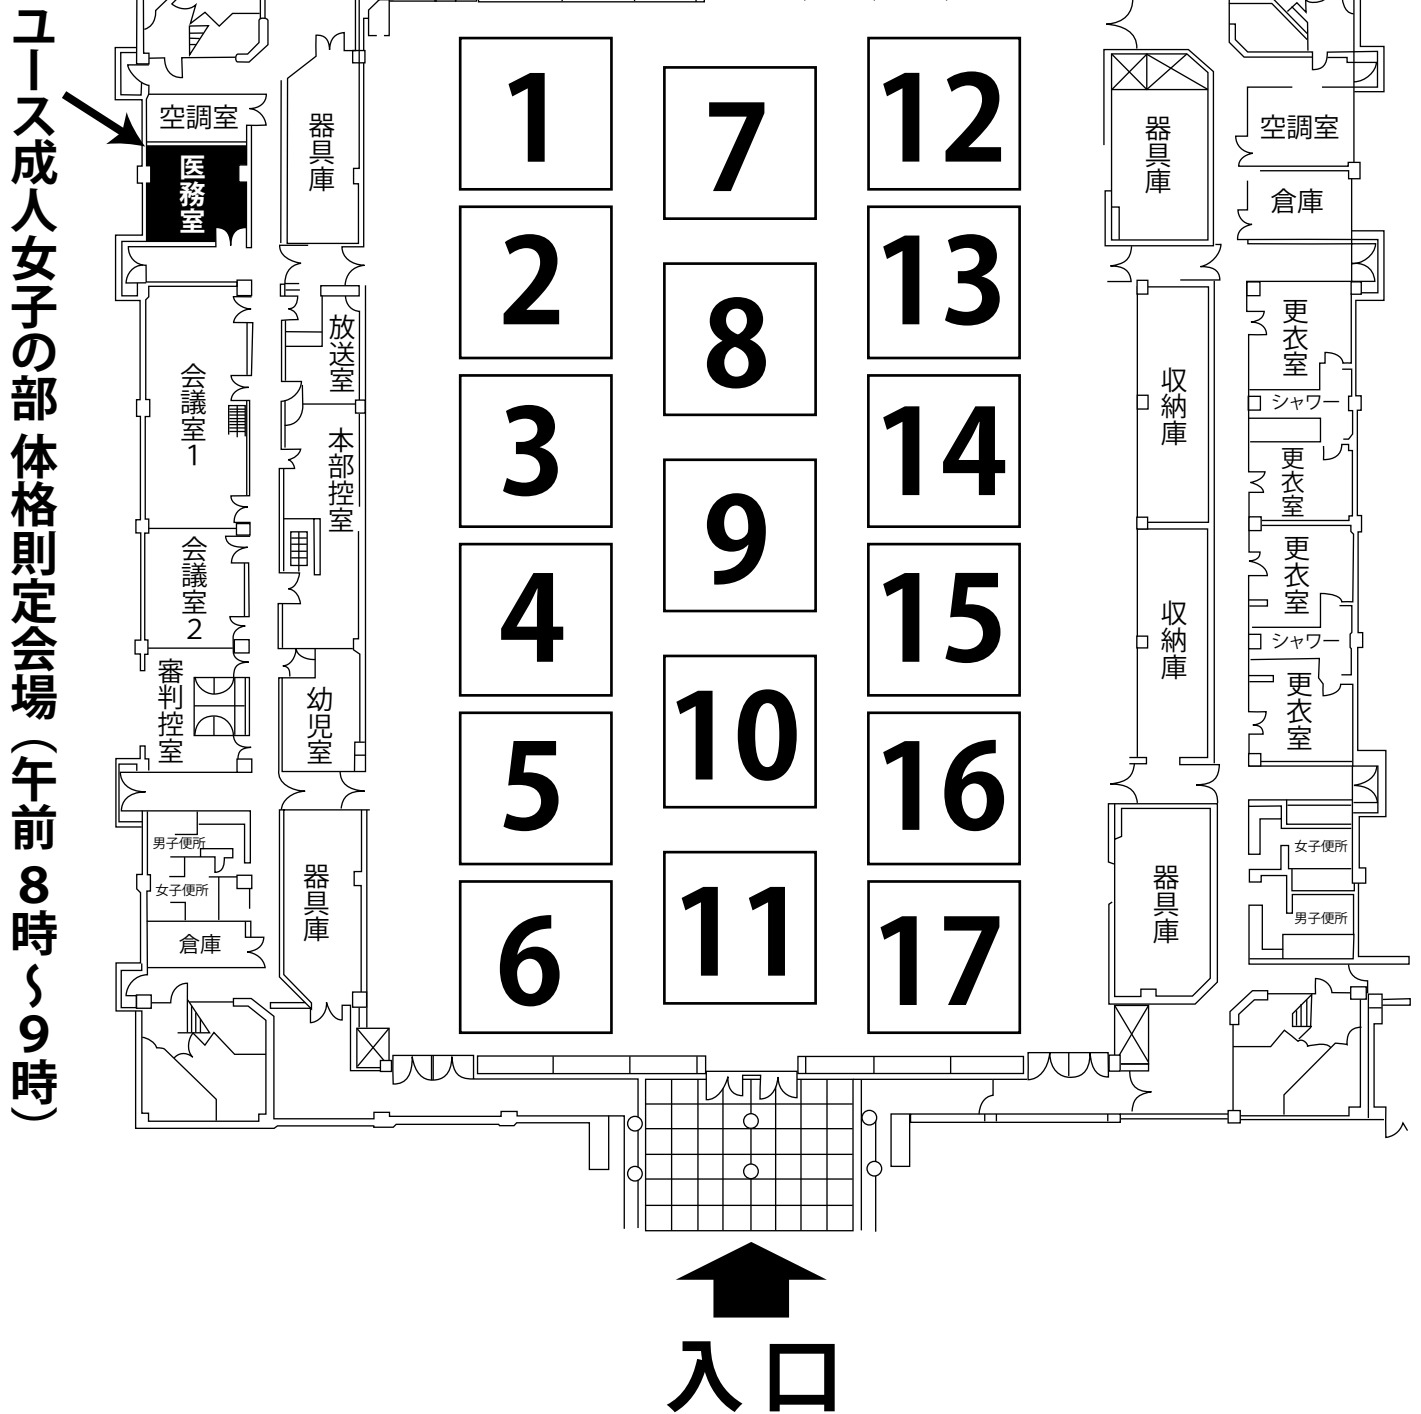 ユース成人女子の部 体格則定会場（午前8時〜9時）
空調室
医務室
器具庫
会議室1
会議室2
審判控室
男子便所
女子便所
倉庫
放送室
本部控室
幼児室
器具庫
1
2
3
4
5
6
7
8
9
10
11
12
13
14
15
16
17
器具庫
収納庫
収納庫
器具庫
空調室
倉庫
更衣室
シャワー
更衣室
更衣室
シャワー
更衣室
女子便所
男子便所
入口